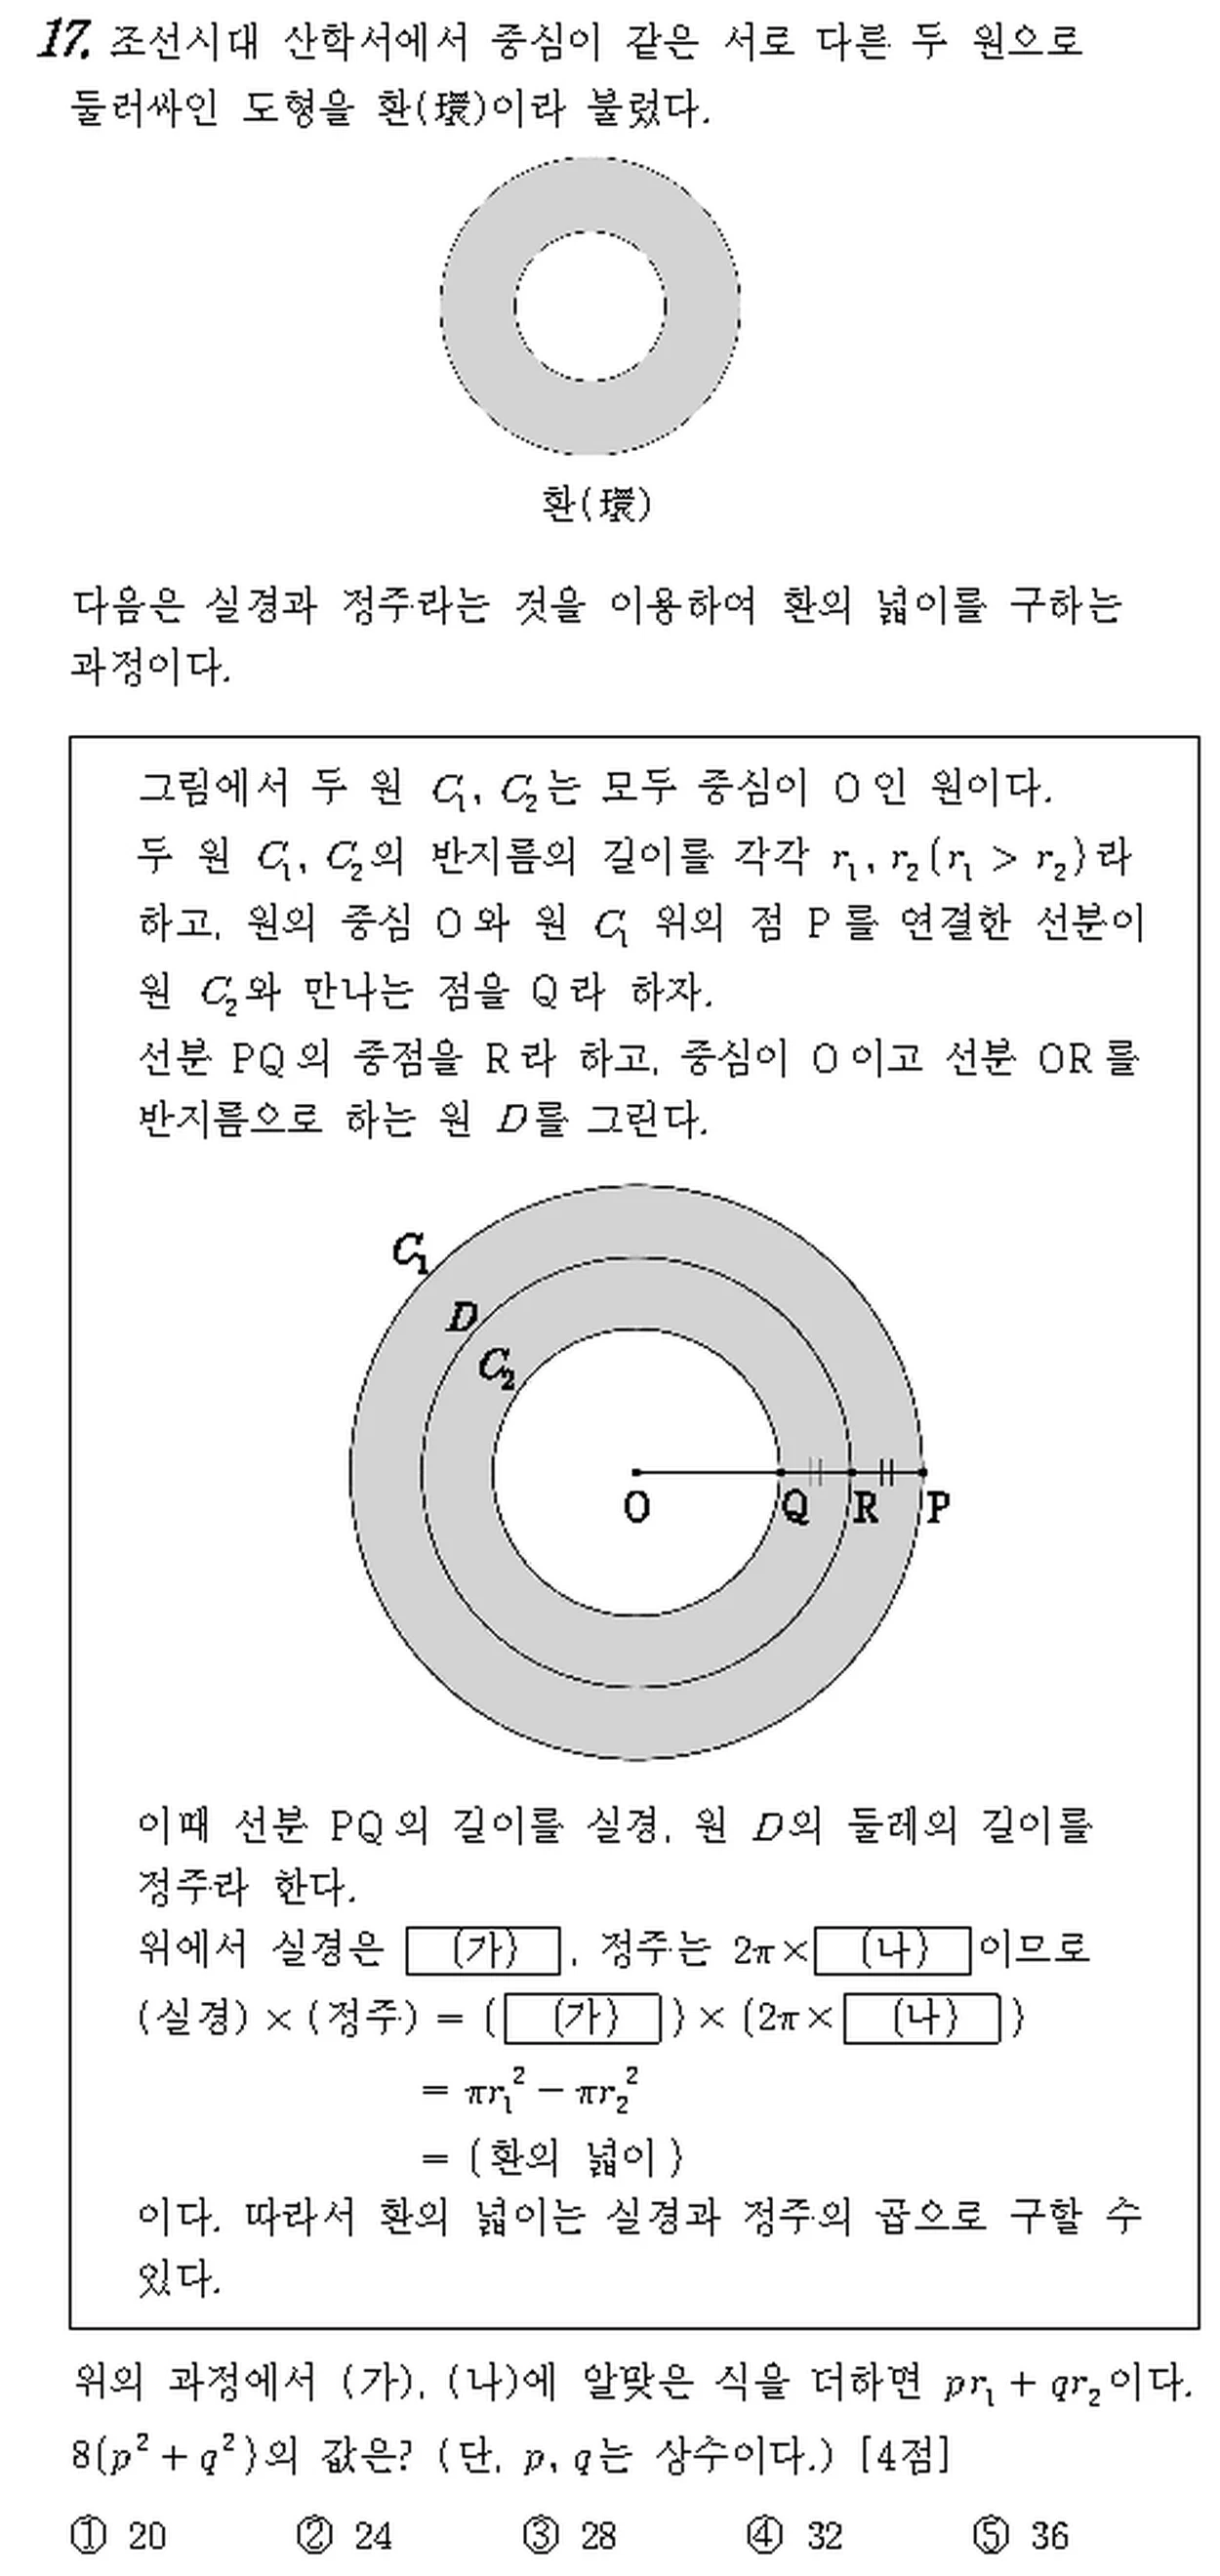 17. 조선시대 산학서에서 중심이 같은 서로 다른 두 원으로
둘러싸인 도형을 환(環)이라 불렀다.
환(環)
다음은 실경과 정주라는 것을 이용하여 환의 넓이를 구하는
과정이다.
그림에서 두 원 C₁, C₂는 모두 중심이 O인 원이다.
두 원 C₁, C₂의 반지름의 길이를 각각 r₁, r₂(r₁ > r₂)라
하고, 원의 중심 O와 원 C₁ 위의 점 P를 연결한 선분이
원 C₂와 만나는 점을 Q라 하자.
선분 PQ의 중점을 R라 하고, 중심이 O이고 선분 OR를
반지름으로 하는 원 D를 그린다.
C₁
D
C₂
O Q R P
이때 선분 PQ의 길이를 실경, 원 D의 둘레의 길이를
정주라 한다.
위에서 실경은 (가), 정주는 2π×(나)이므로
(실경)×(정주) = ((가))×(2π×(나))
= πr₁² − πr₂²
= (환의 넓이)
이다. 따라서 환의 넓이는 실경과 정주의 곱으로 구할 수
있다.
위의 과정에서 (가), (나)에 알맞은 식을 더하면 pr₁ + qr₂이다.
8(p² + q²)의 값은? (단, p, q는 상수이다.) [4점]
① 20 ② 24 ③ 28 ④ 32 ⑤ 36